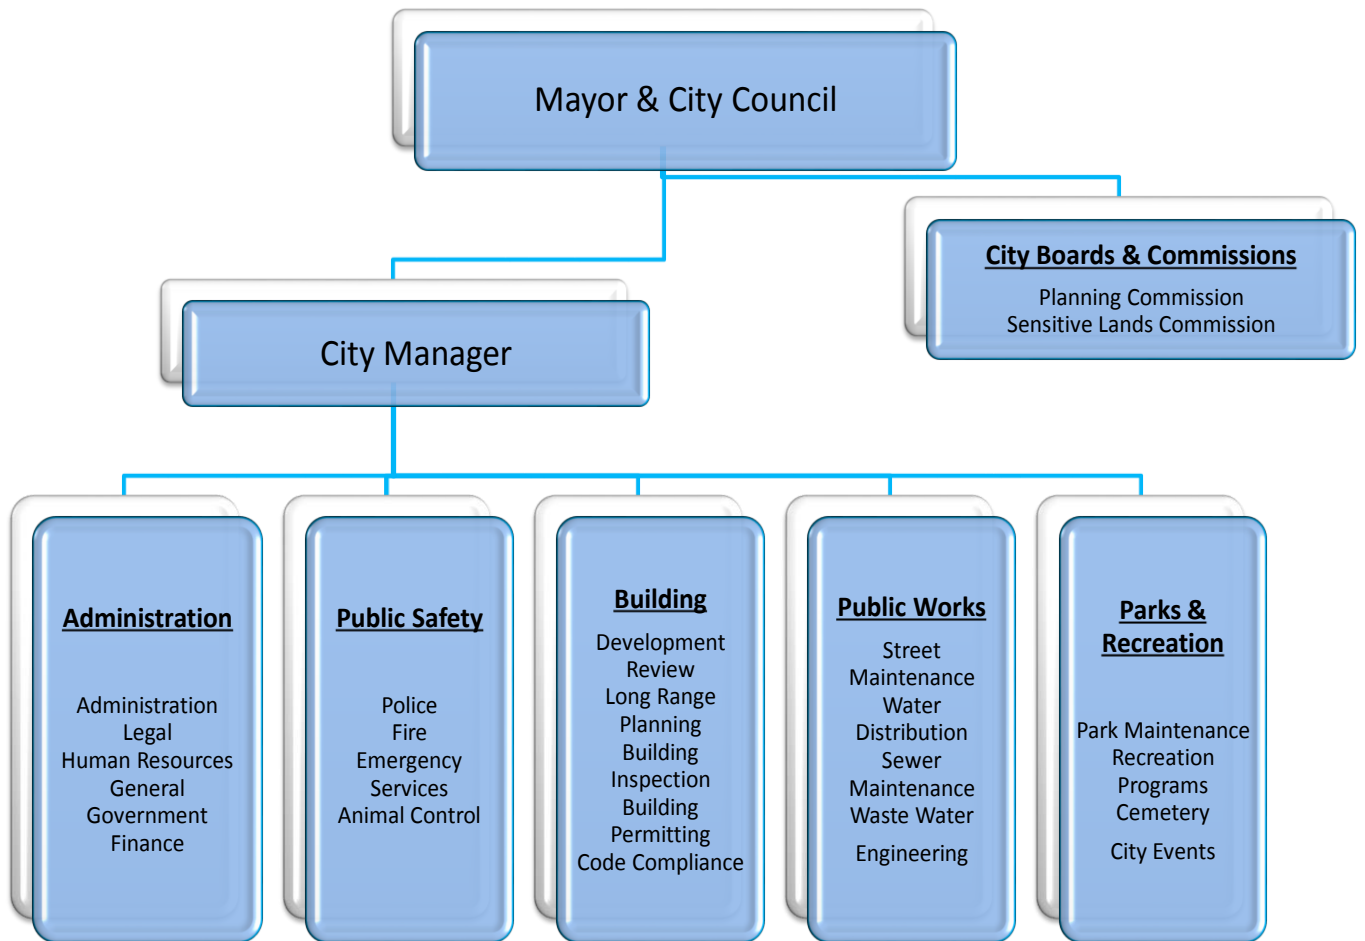 Mayor & City Council
City Boards & Commissions
Planning Commission
Sensitive Lands Commission
City Manager
Administration
Administration
Legal
Human Resources
General
Government
Finance
Public Safety
Police
Fire
Emergency
Services
Animal Control
Building
Development
Review
Long Range
Planning
Building
Inspection
Building
Permitting
Code Compliance
Public Works
Street
Maintenance
Water
Distribution
Sewer
Maintenance
Waste Water
Engineering
Parks &
Recreation
Park Maintenance
Recreation
Programs
Cemetery
City Events